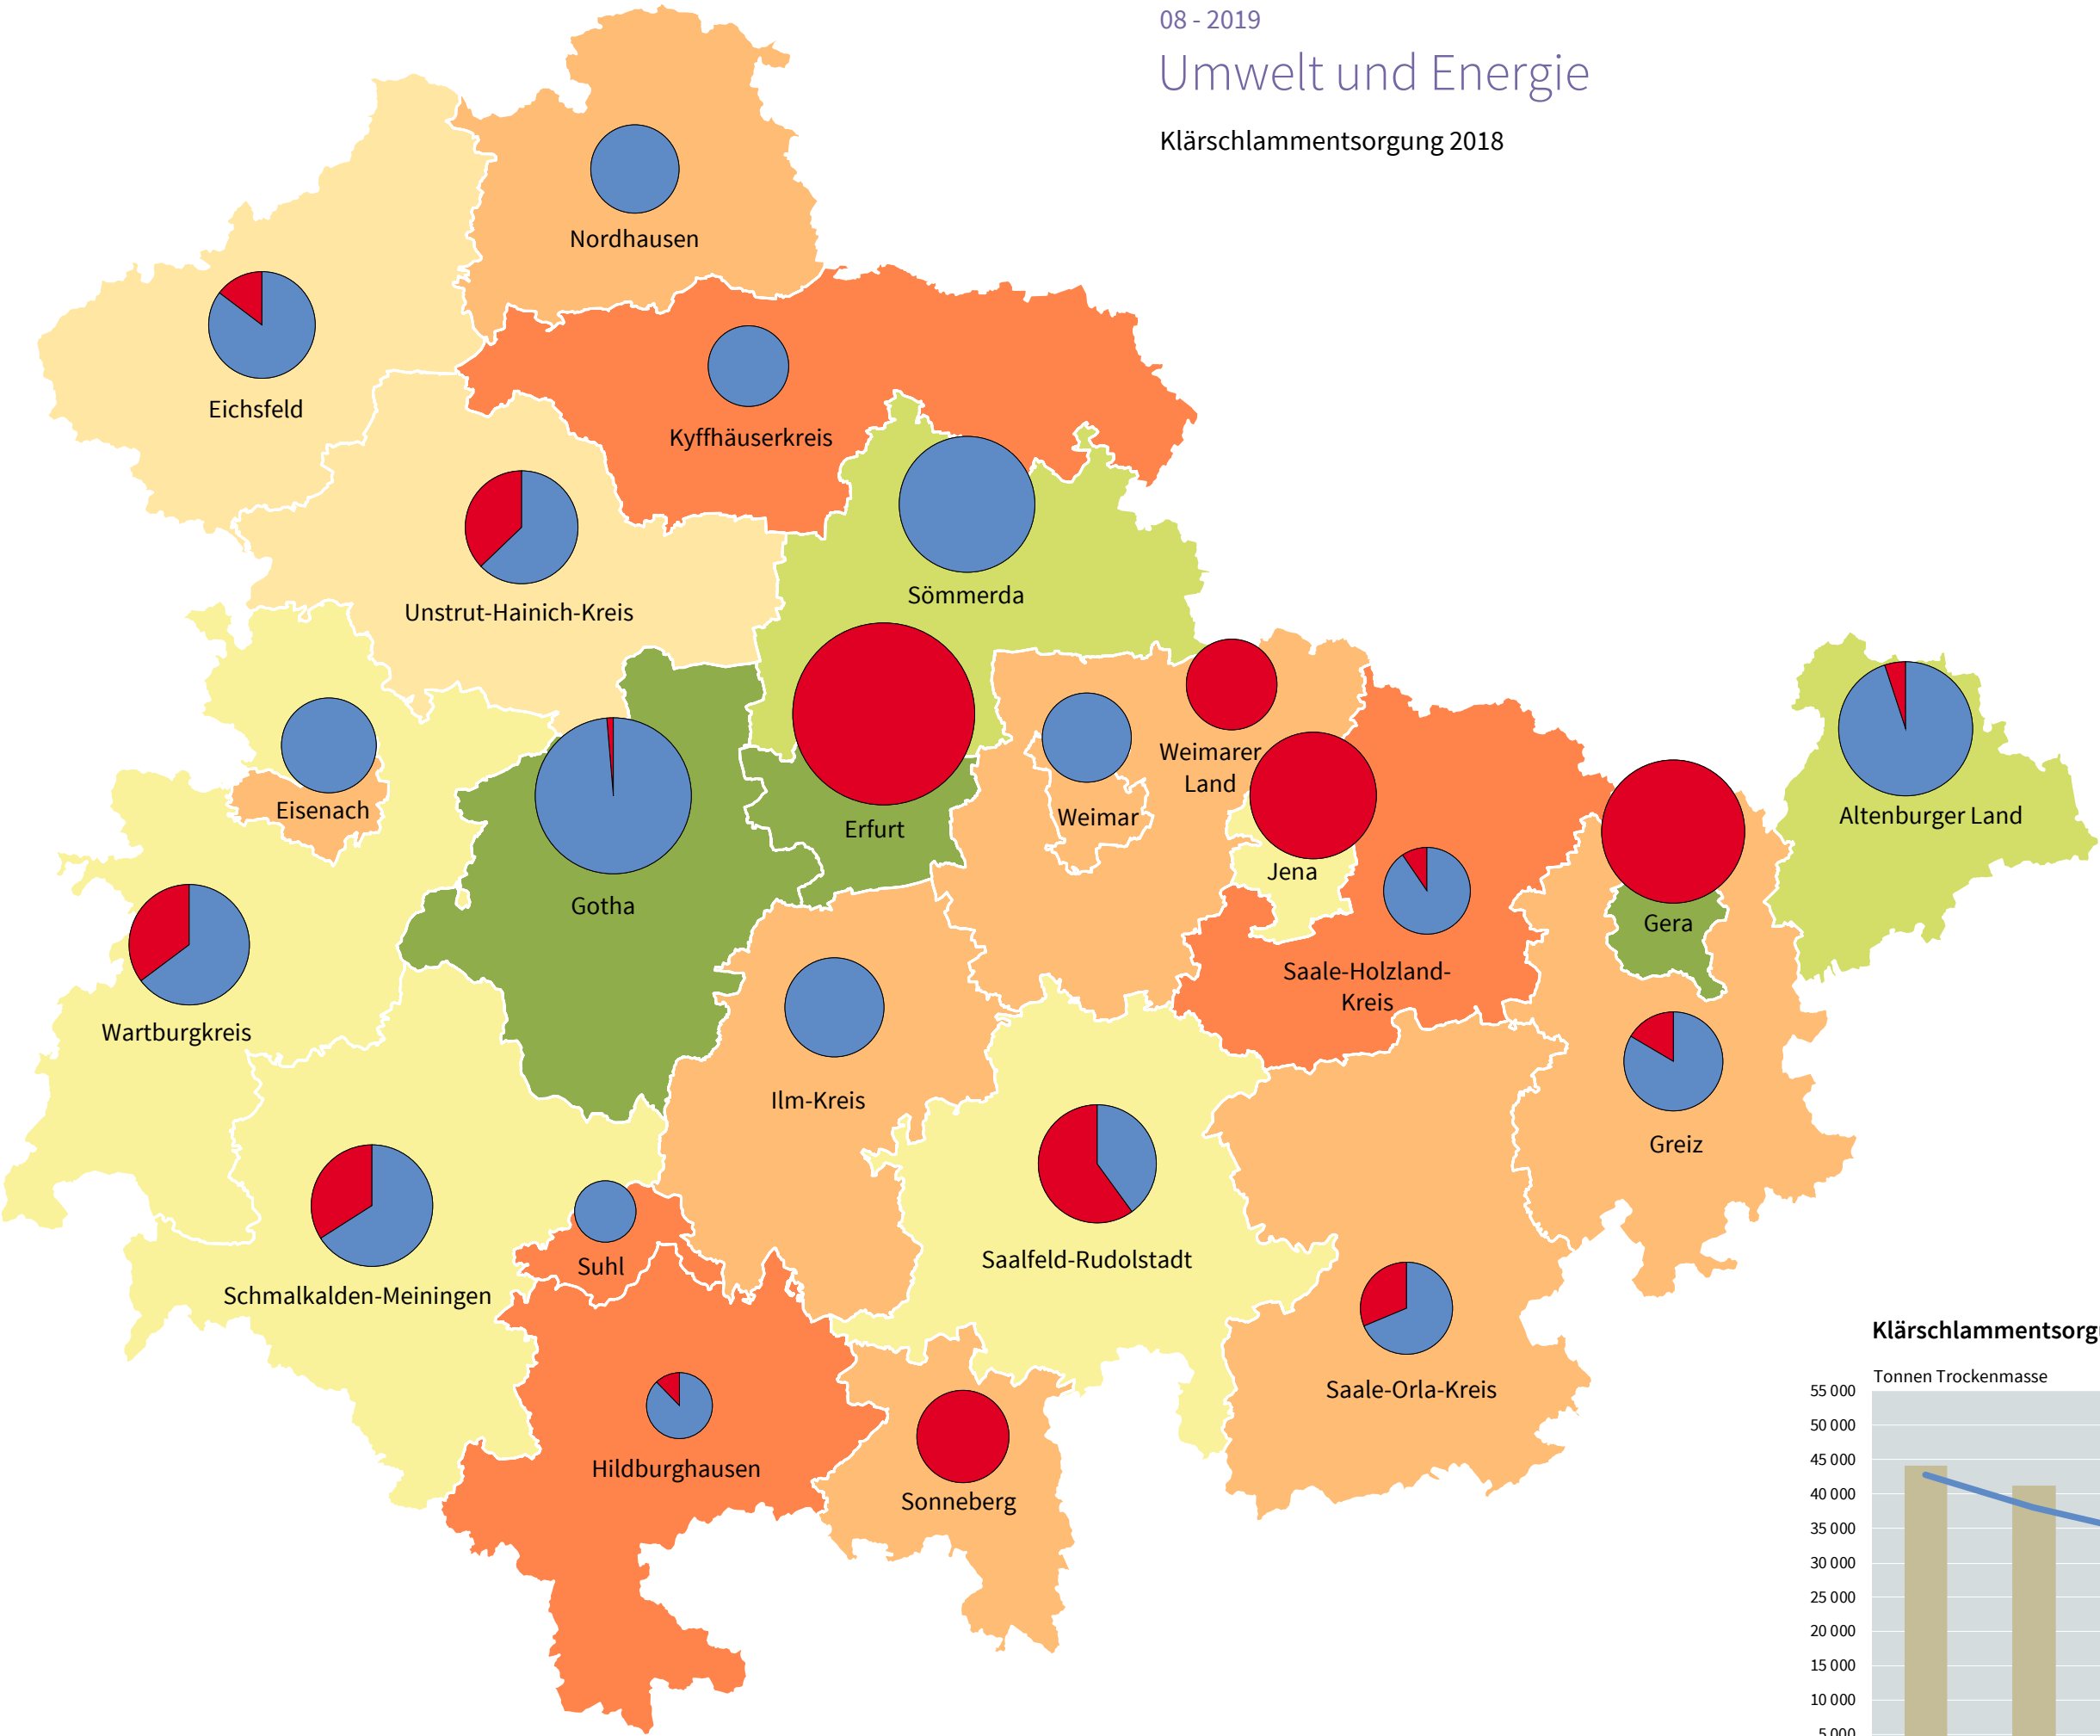 08 - 2019
Umwelt und Energie
Klärschlammentsorgung 2018
Nordhausen
Eichsfeld
Kyffhäuserkreis
Sömmerda
Unstrut-Hainich-Kreis
Weimarer
Land
Eisenach
Weimar
Erfurt
Altenburger Land
Jena
Gotha
Gera
Saale-Holzland-
Kreis
Wartburgkreis
Ilm-Kreis
Greiz
Saalfeld-Rudolstadt
Suhl
Schmalkalden-Meiningen
Saale-Orla-Kreis
Hildburghausen
Sonneberg
Klärschlammentsorg
Tonnen Trockenmasse
55 000
50 000
45 000
40 000
35 000
30 000
25 000
20 000
15 000
10 000
5 000